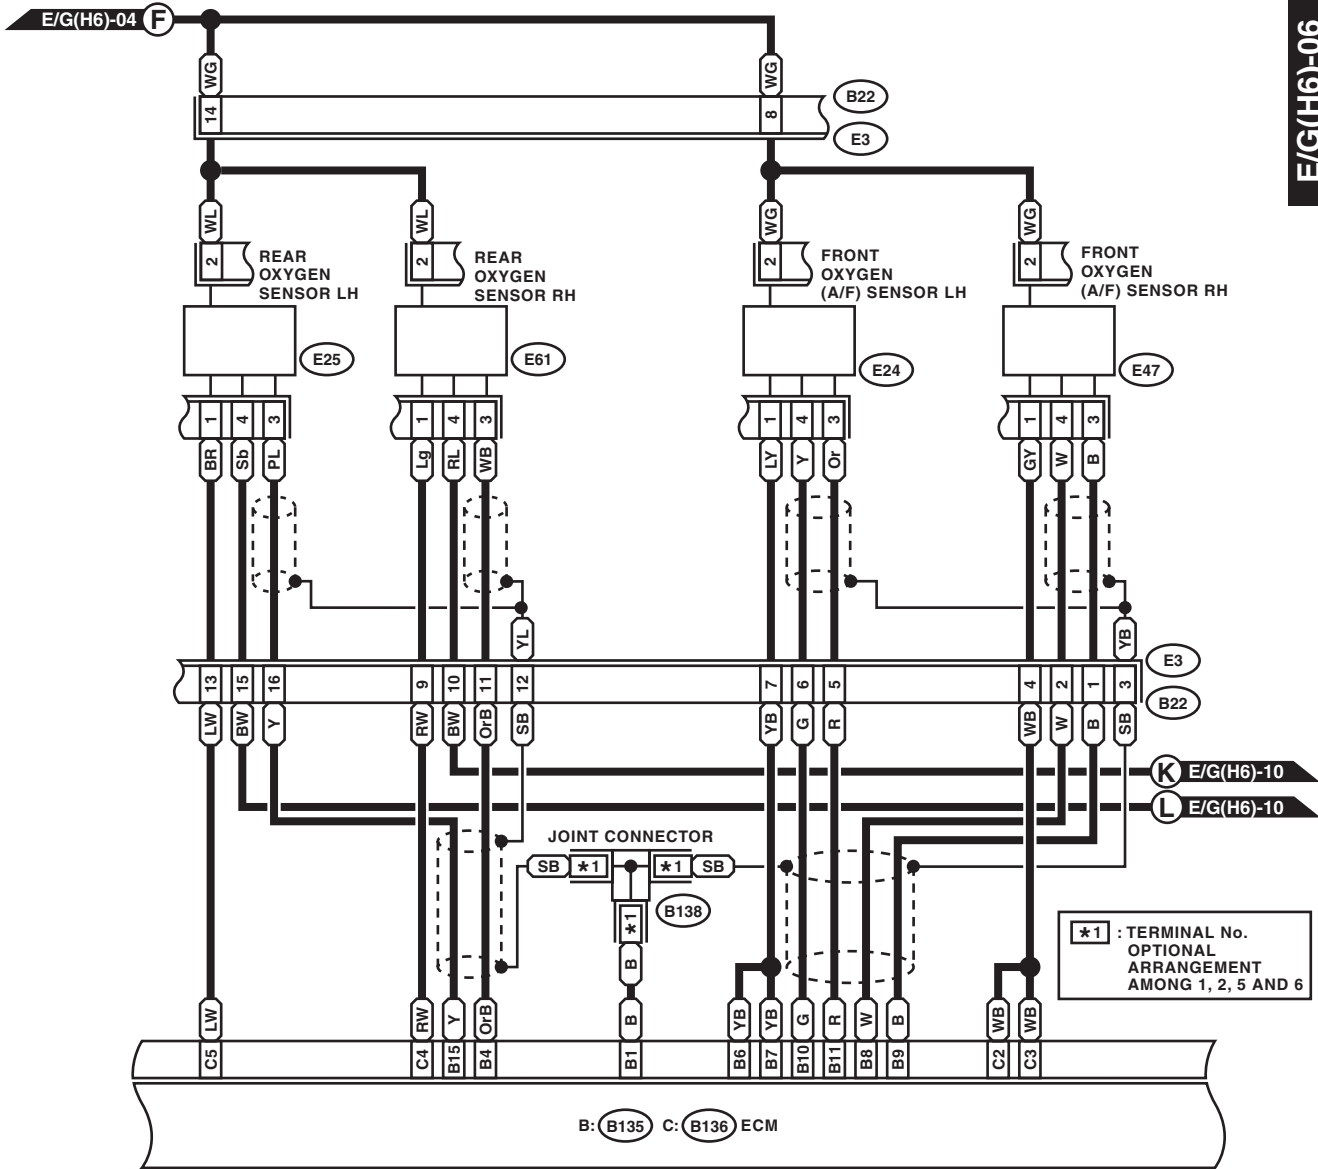 E/G(H6)-04 F
E/G(H6)-06
WG WG
14 8 B22
E3
WL WL WG WG
2 REAR OXYGEN SENSOR LH
2 REAR OXYGEN SENSOR RH
2 FRONT OXYGEN (A/F) SENSOR LH
2 FRONT OXYGEN (A/F) SENSOR RH
E25 E61 E24 E47
1 4 3 1 4 3 1 4 3 1 4 3
BR Sb PL Lg RL WB LY Y Or GY W B
YL YB
E3
13 15 16 9 10 11 12 7 6 5 4 2 1 3
B22
LW BW Y RW BW OrB SB YB G R WB W B SB
K E/G(H6)-10
L E/G(H6)-10
JOINT CONNECTOR
SB *1 *1 SB
*1 B138
B
*1 : TERMINAL No.
OPTIONAL
ARRANGEMENT
AMONG 1, 2, 5 AND 6
LW RW Y OrB B YB YB G R W B WB WB
C5 C4 B15 B4 B1 B6 B7 B10 B11 B8 B9 C2 C3
B: B135 C: B136 ECM